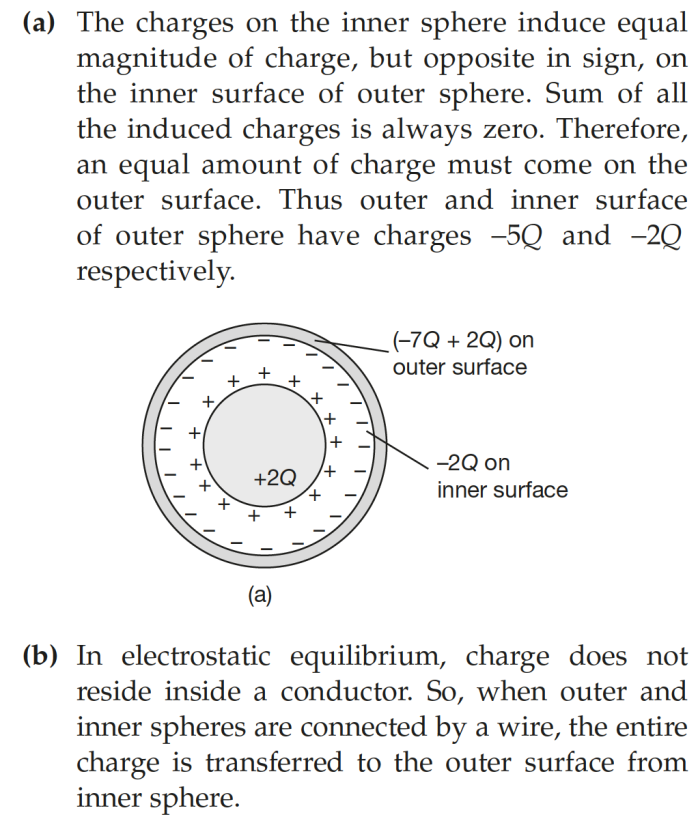 (a) The charges on the inner sphere induce equal
magnitude of charge, but opposite in sign, on
the inner surface of outer sphere. Sum of all
the induced charges is always zero. Therefore,
an equal amount of charge must come on the
outer surface. Thus outer and inner surface
of outer sphere have charges –5Q and –2Q
respectively.
(–7Q + 2Q) on
outer surface
+2Q
–2Q on
inner surface
(a)
(b) In electrostatic equilibrium, charge does not
reside inside a conductor. So, when outer and
inner spheres are connected by a wire, the entire
charge is transferred to the outer surface from
inner sphere.